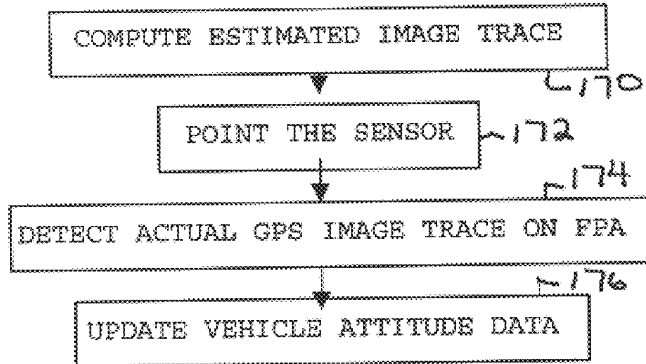 COMPUTE ESTIMATED IMAGE TRACE
170
POINT THE SENSOR
172
174
DETECT ACTUAL GPS IMAGE TRACE ON FPA
176
UPDATE VEHICLE ATTITUDE DATA